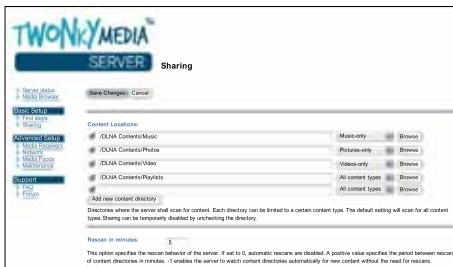 TWONKYMEDIA™
SERVER
Sharing
Server status
Media Browser
Save Changes Cancel
Basic Setup
First steps
Sharing
Advanced Setup
Media Receivers
Network
Media Feeds
Maintenance
Support
FAQ
Forum
Content Locations:
/DLNA Contents/Music Music-only Browse
/DLNA Contents/Photos Pictures-only Browse
/DLNA Contents/Video Videos-only Browse
/DLNA Contents/Playlists All content types Browse
All content types Browse
Add new content directory
Directories where the server shall scan for content. Each directory can be limited to a certain content type. The default setting will scan for all content
types. Sharing can be temporarily disabled by unchecking the directory.
Rescan in minutes: 5
This option specifies the rescan behavior of the server. If set to 0, automatic rescans are disabled. A positive value specifies the period between rescans
of content directories in minutes. -1 enables the server to watch content directories automatically for new content without the need for rescans.